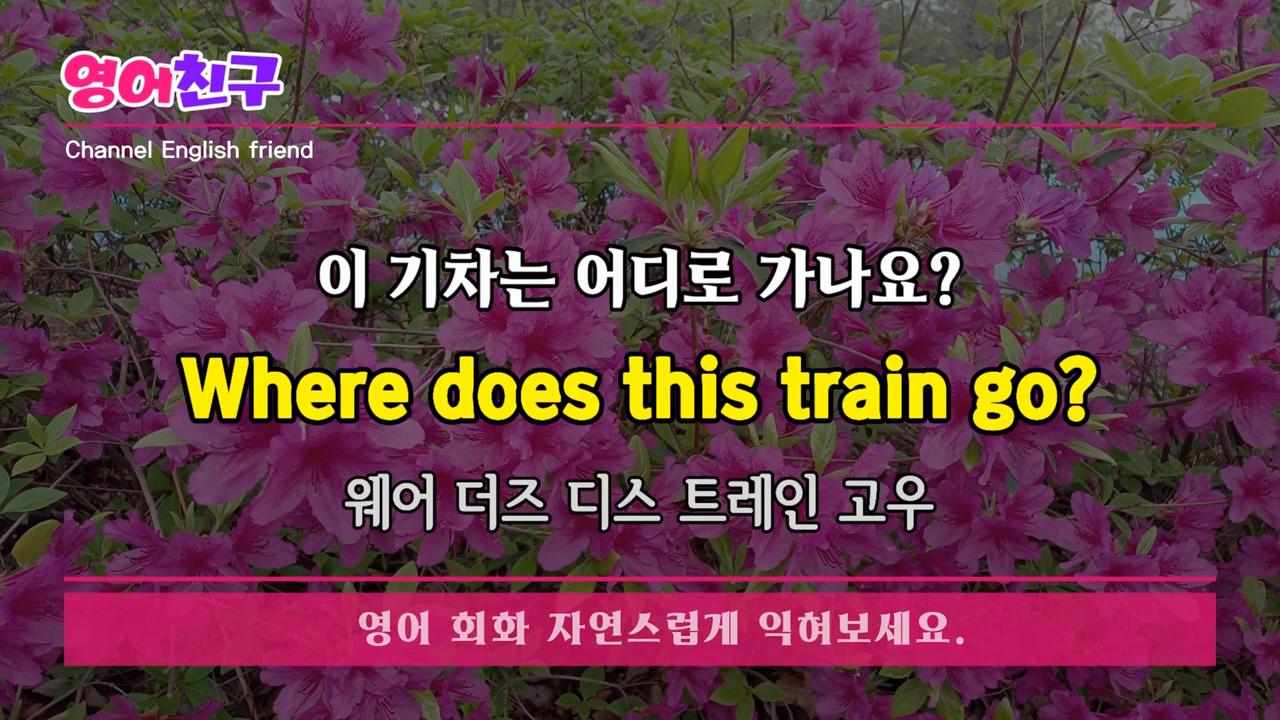 영어친구
Channel English friend
이 기차는 어디로 가나요?
Where does this train go?
웨어 더즈 디스 트레인 고우
영어 회화 자연스럽게 익혀보세요.